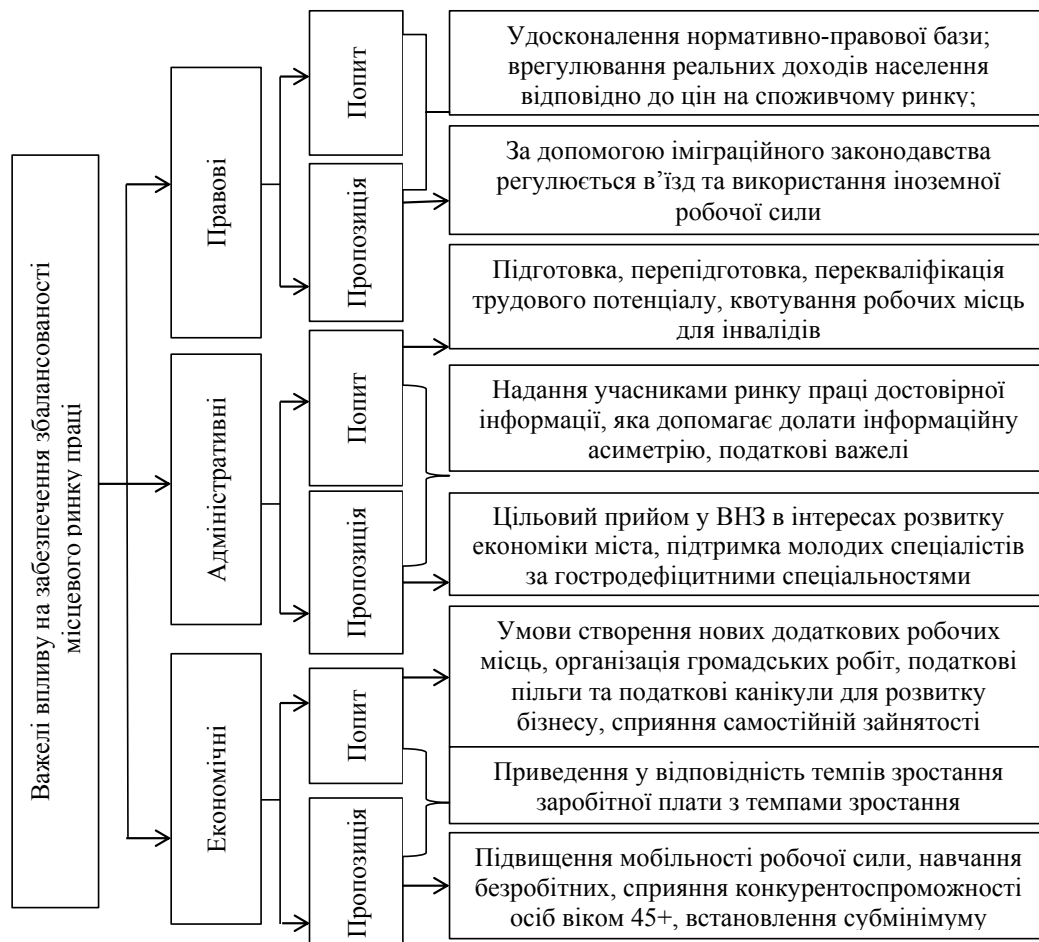 Важелі впливу на забезпечення збалансованості
місцевого ринку праці
Правові
Попит
Пропозиція
Удосконалення нормативно-правової бази;
врегулювання реальних доходів населення
відповідно до цін на споживчому ринку;
За допомогою іміграційного законодавства
регулюється в’їзд та використання іноземної
робочої сили
Адміністративні
Попит
Пропозиція
Підготовка, перепідготовка, перекваліфікація
трудового потенціалу, квотування робочих місць
для інвалідів
Надання учасниками ринку праці достовірної
інформації, яка допомагає долати інформаційну
асиметрію, податкові важелі
Цільовий прийом у ВНЗ в інтересах розвитку
економіки міста, підтримка молодих спеціалістів
за гостродефіцитними спеціальностями
Економічні
Попит
Пропозиція
Умови створення нових додаткових робочих
місць, організація громадських робіт, податкові
пільги та податкові канікули для розвитку
бізнесу, сприяння самостійній зайнятості
Приведення у відповідність темпів зростання
заробітної плати з темпами зростання
Підвищення мобільності робочої сили, навчання
безробітних, сприяння конкурентоспроможності
осіб віком 45+, встановлення субмінімуму